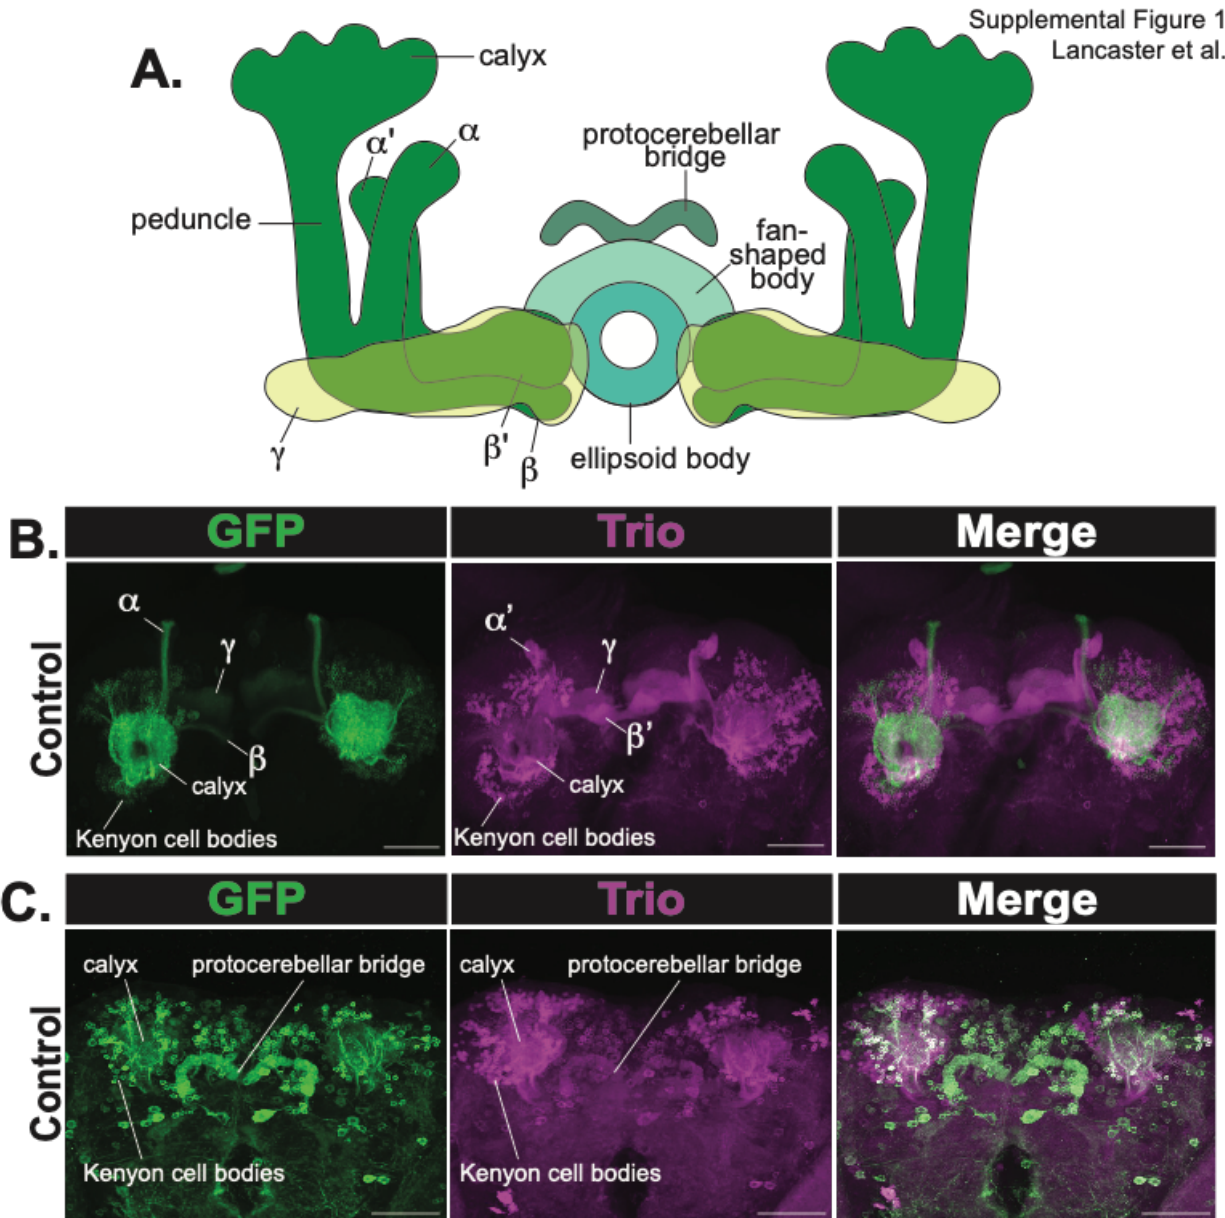 Supplemental Figure 1
Lancaster et al.
A.
calyx
α'
α
protocerebellar
bridge
peduncle
fan-
shaped
body
γ
β'
β
ellipsoid body
B.
GFP
Trio
Merge
Control
α
γ
β
calyx
Kenyon cell bodies
α’
γ
β’
calyx
Kenyon cell bodies
C.
GFP
Trio
Merge
Control
calyx
protocerebellar bridge
Kenyon cell bodies
calyx
protocerebellar bridge
Kenyon cell bodies